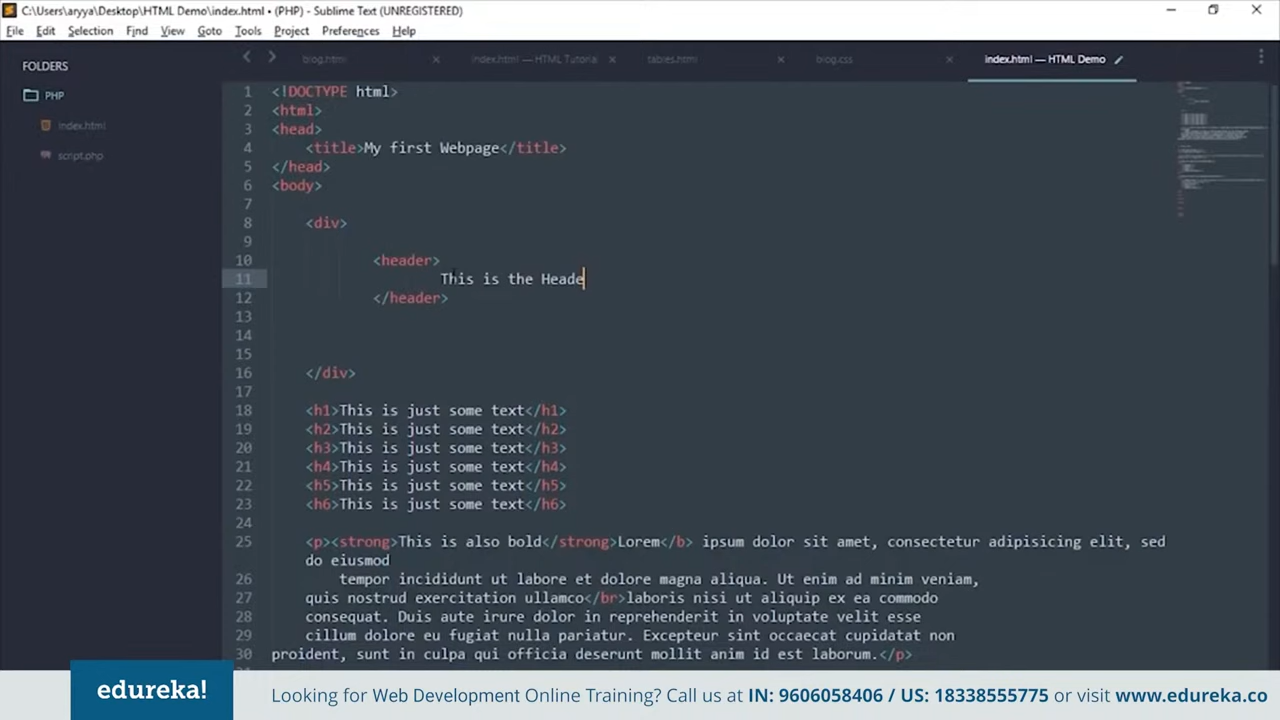 C:\Users\aryya\Desktop\HTML Demo\index.html • (PHP) - Sublime Text (UNREGISTERED)
File Edit Selection Find View Goto Tools Project Preferences Help
FOLDERS
PHP
index.html
script.php
blog.html
index.html — HTML Tutorial
tables.html
blog.css
index.html — HTML Demo
1 <!DOCTYPE html>
2 <html>
3 <head>
4 <title>My first Webpage</title>
5 </head>
6 <body>
7
8 <div>
9
10 <header>
11 This is the Heade
12 </header>
13
14
15
16 </div>
17
18 <h1>This is just some text</h1>
19 <h2>This is just some text</h2>
20 <h3>This is just some text</h3>
21 <h4>This is just some text</h4>
22 <h5>This is just some text</h5>
23 <h6>This is just some text</h6>
24
25 <p><strong>This is also bold</strong>Lorem</b> ipsum dolor sit amet, consectetur adipisicing elit, sed
do eiusmod
26 tempor incididunt ut labore et dolore magna aliqua. Ut enim ad minim veniam,
27 quis nostrud exercitation ullamco</br>laboris nisi ut aliquip ex ea commodo
28 consequat. Duis aute irure dolor in reprehenderit in voluptate velit esse
29 cillum dolore eu fugiat nulla pariatur. Excepteur sint occaecat cupidatat non
30 proident, sunt in culpa qui officia deserunt mollit anim id est laborum.</p>
edureka!
Looking for Web Development Online Training? Call us at IN: 9606058406 / US: 18338555775 or visit www.edureka.co